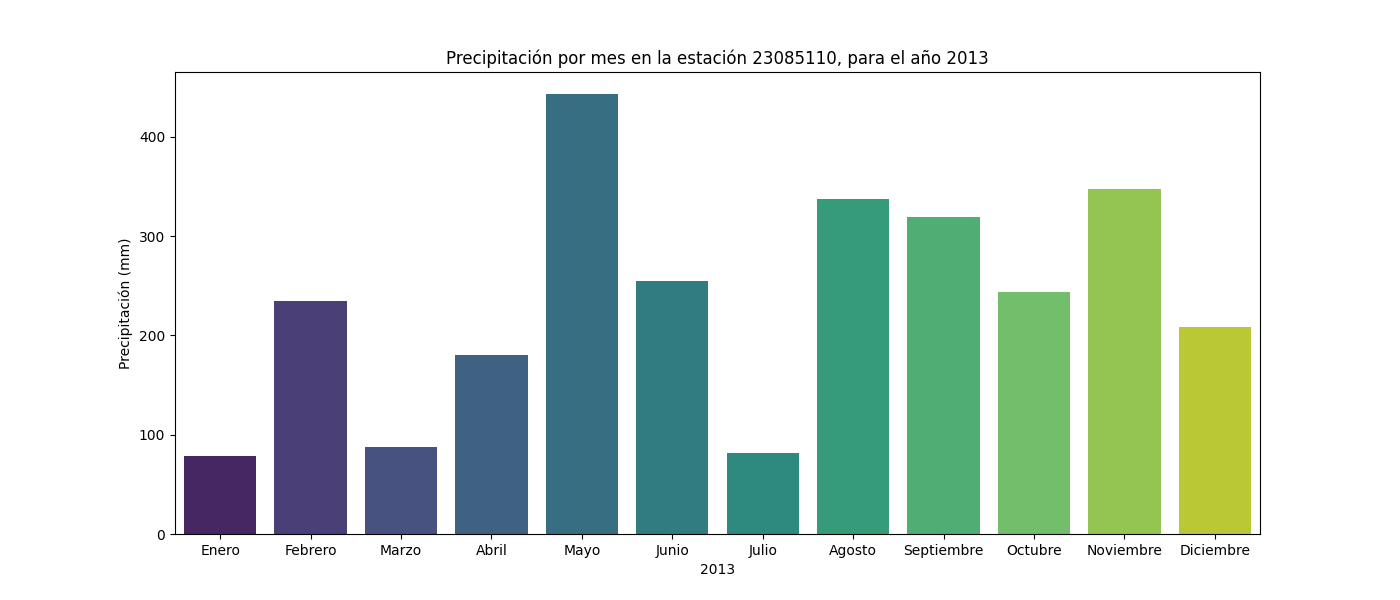 Precipitación por mes en la estación 23085110, para el año 2013
Precipitación (mm)
400
300
200
100
0
Enero Febrero Marzo Abril Mayo Junio Julio Agosto Septiembre Octubre Noviembre Diciembre
2013